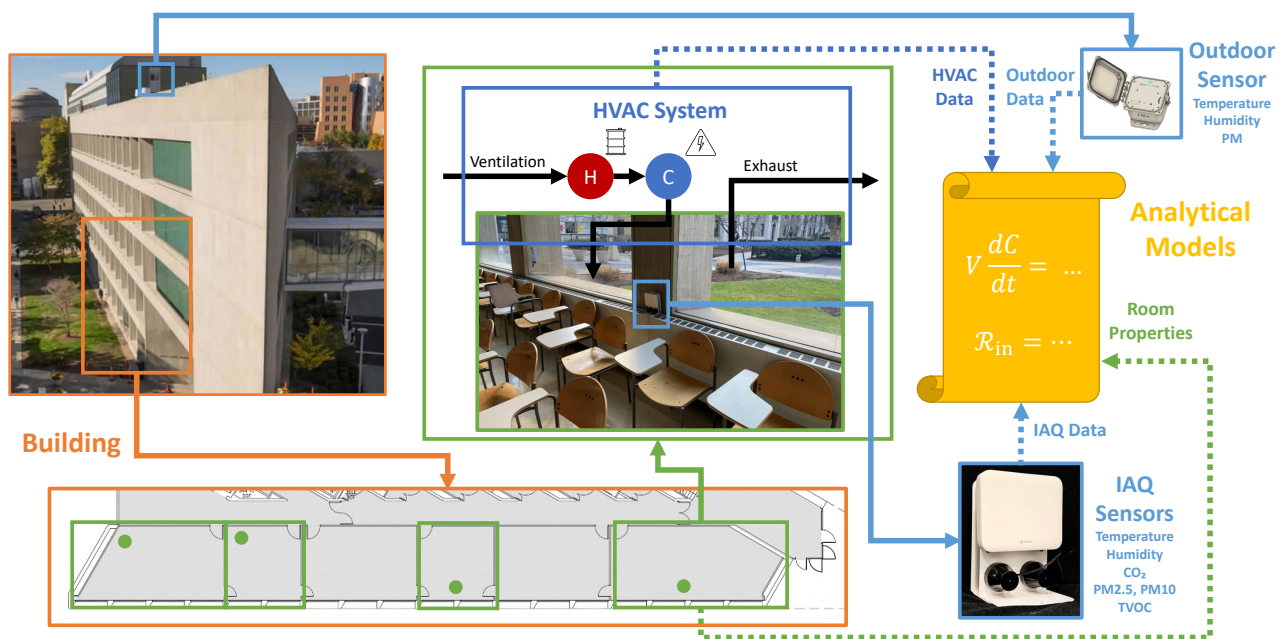 Outdoor
Sensor
Temperature
Humidity
PM
HVAC
Data
Outdoor
Data
HVAC System
Ventilation
H
C
Exhaust
Analytical
Models
V dC/dt = ...
ℛin = ⋯
Room
Properties
Building
IAQ Data
IAQ
Sensors
Temperature
Humidity
CO₂
PM2.5, PM10
TVOC